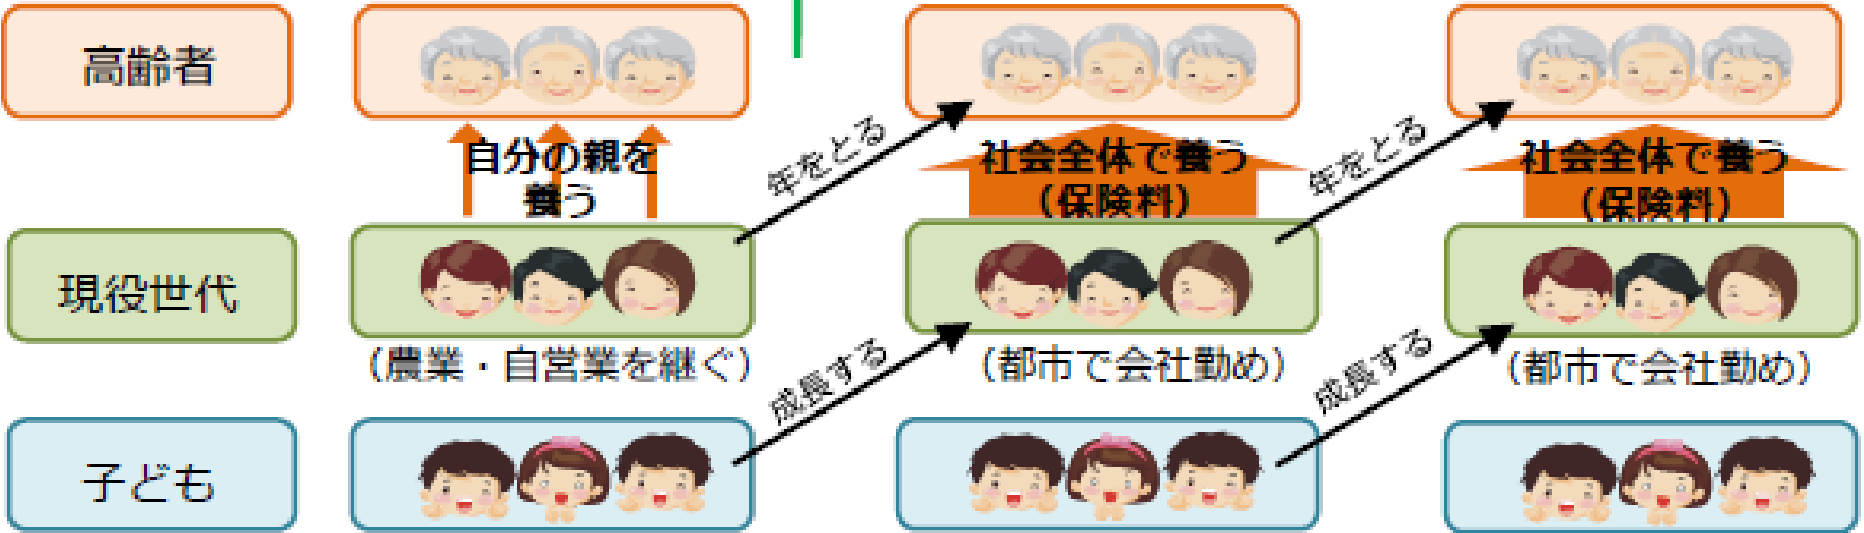 高齢者
自分の親を
養う
年をとる
社会全体で養う
（保険料）
年をとる
社会全体で養う
（保険料）
現役世代
（農業・自営業を継ぐ）
成長する
（都市で会社勤め）
成長する
（都市で会社勤め）
子ども